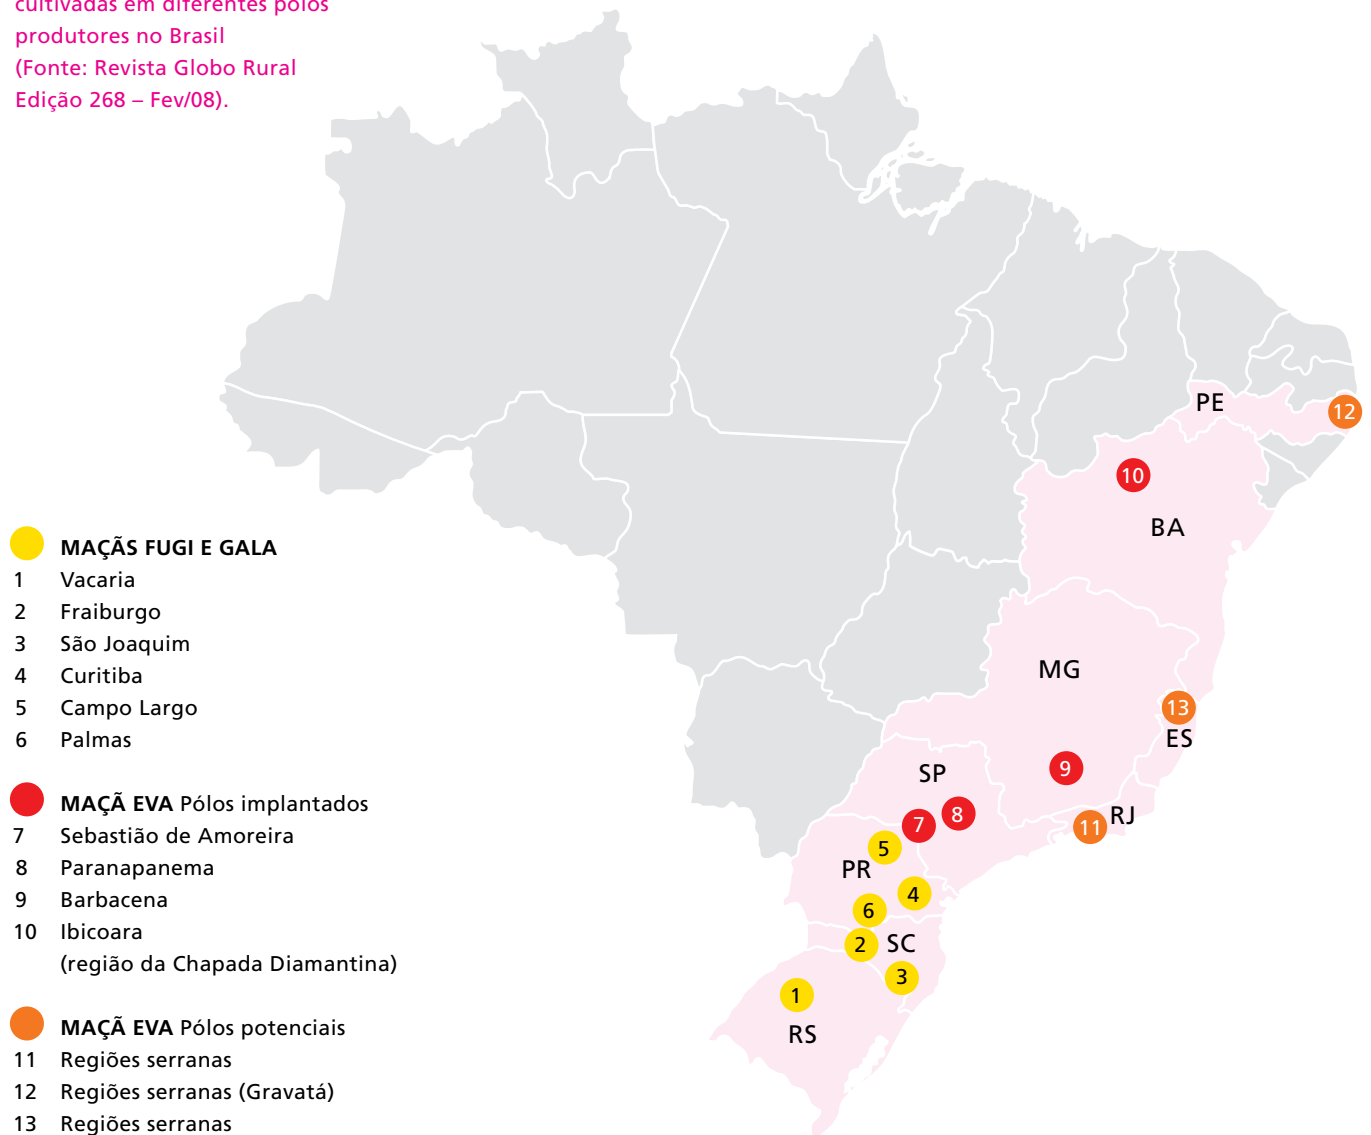 cultivadas em diferentes pólos
produtores no Brasil
(Fonte: Revista Globo Rural
Edição 268 – Fev/08).
PE
12
10
BA
MG
13
ES
SP
9
8
7
RJ
11
5
PR
4
6
2
SC
3
1
RS
MAÇÃS FUGI E GALA
1 Vacaria
2 Fraiburgo
3 São Joaquim
4 Curitiba
5 Campo Largo
6 Palmas
MAÇÃ EVA Pólos implantados
7 Sebastião de Amoreira
8 Paranapanema
9 Barbacena
10 Ibicoara
(região da Chapada Diamantina)
MAÇÃ EVA Pólos potenciais
11 Regiões serranas
12 Regiões serranas (Gravatá)
13 Regiões serranas